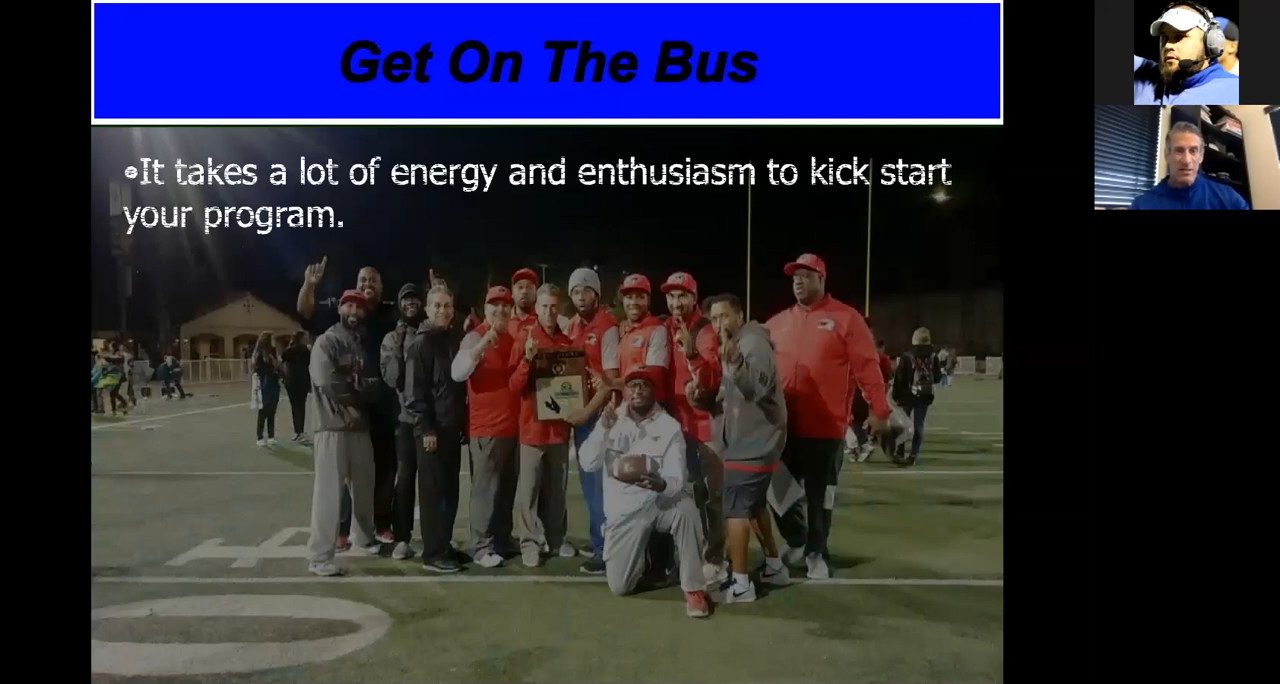 Get On The Bus
•It takes a lot of energy and enthusiasm to kick start
your program.